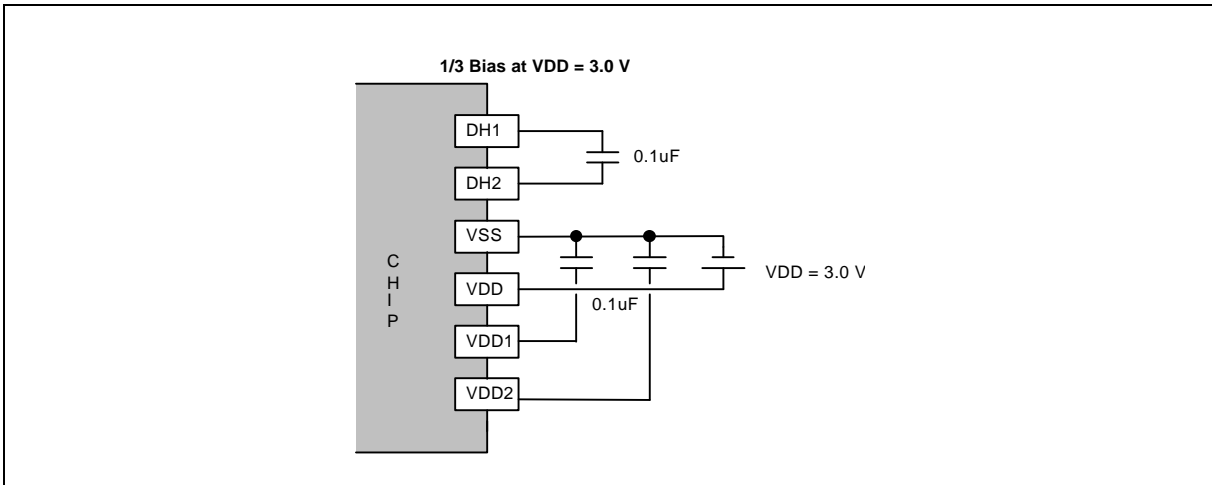 1/3 Bias at VDD = 3.0 V
DH1
0.1uF
DH2
VSS
C
H
I
P
VDD = 3.0 V
VDD
0.1uF
VDD1
VDD2